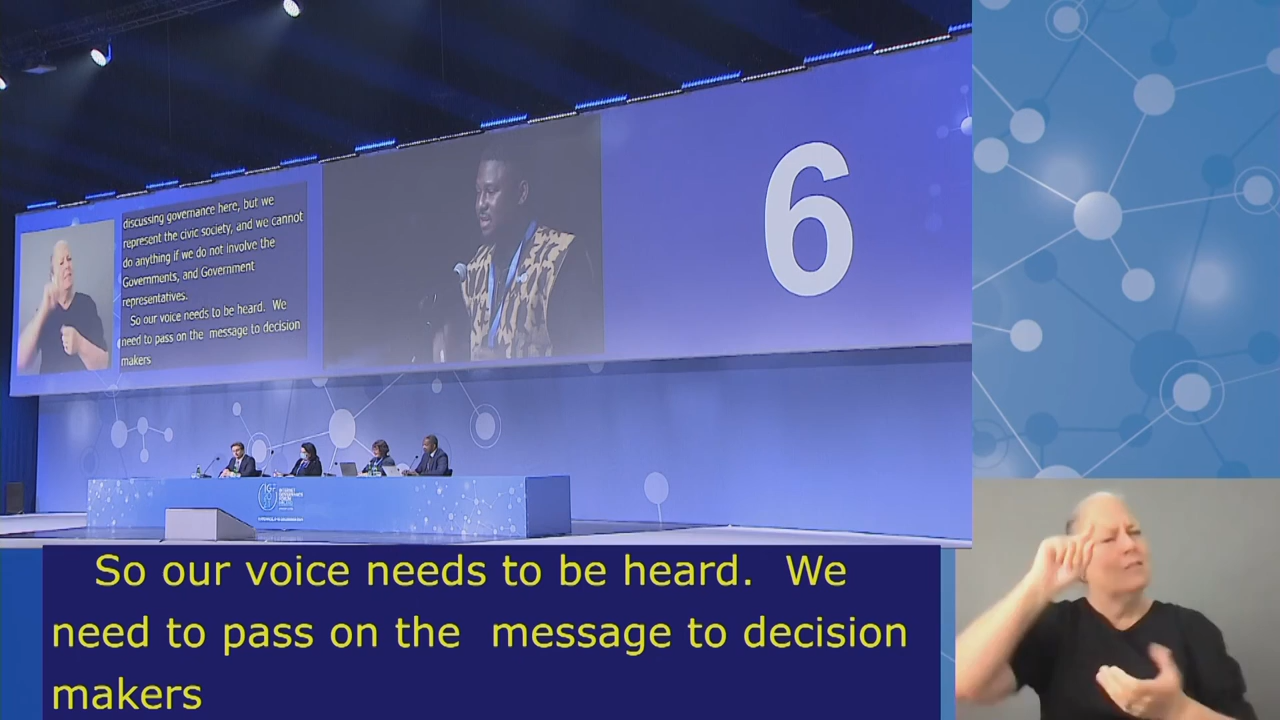 discussing governance here, but we
represent the civic society, and we cannot
do anything if we do not involve the
Governments, and Government
representatives.
So our voice needs to be heard. We
need to pass on the message to decision
makers
6
INTERNET
GOVERNANCE
FORUM
So our voice needs to be heard. We
need to pass on the message to decision
makers